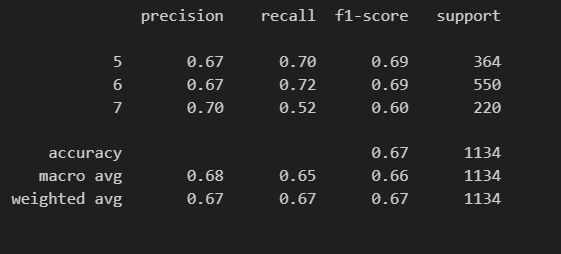 precision recall f1-score support
5 0.67 0.70 0.69 364
6 0.67 0.72 0.69 550
7 0.70 0.52 0.60 220
accuracy 0.67 1134
macro avg 0.68 0.65 0.66 1134
weighted avg 0.67 0.67 0.67 1134